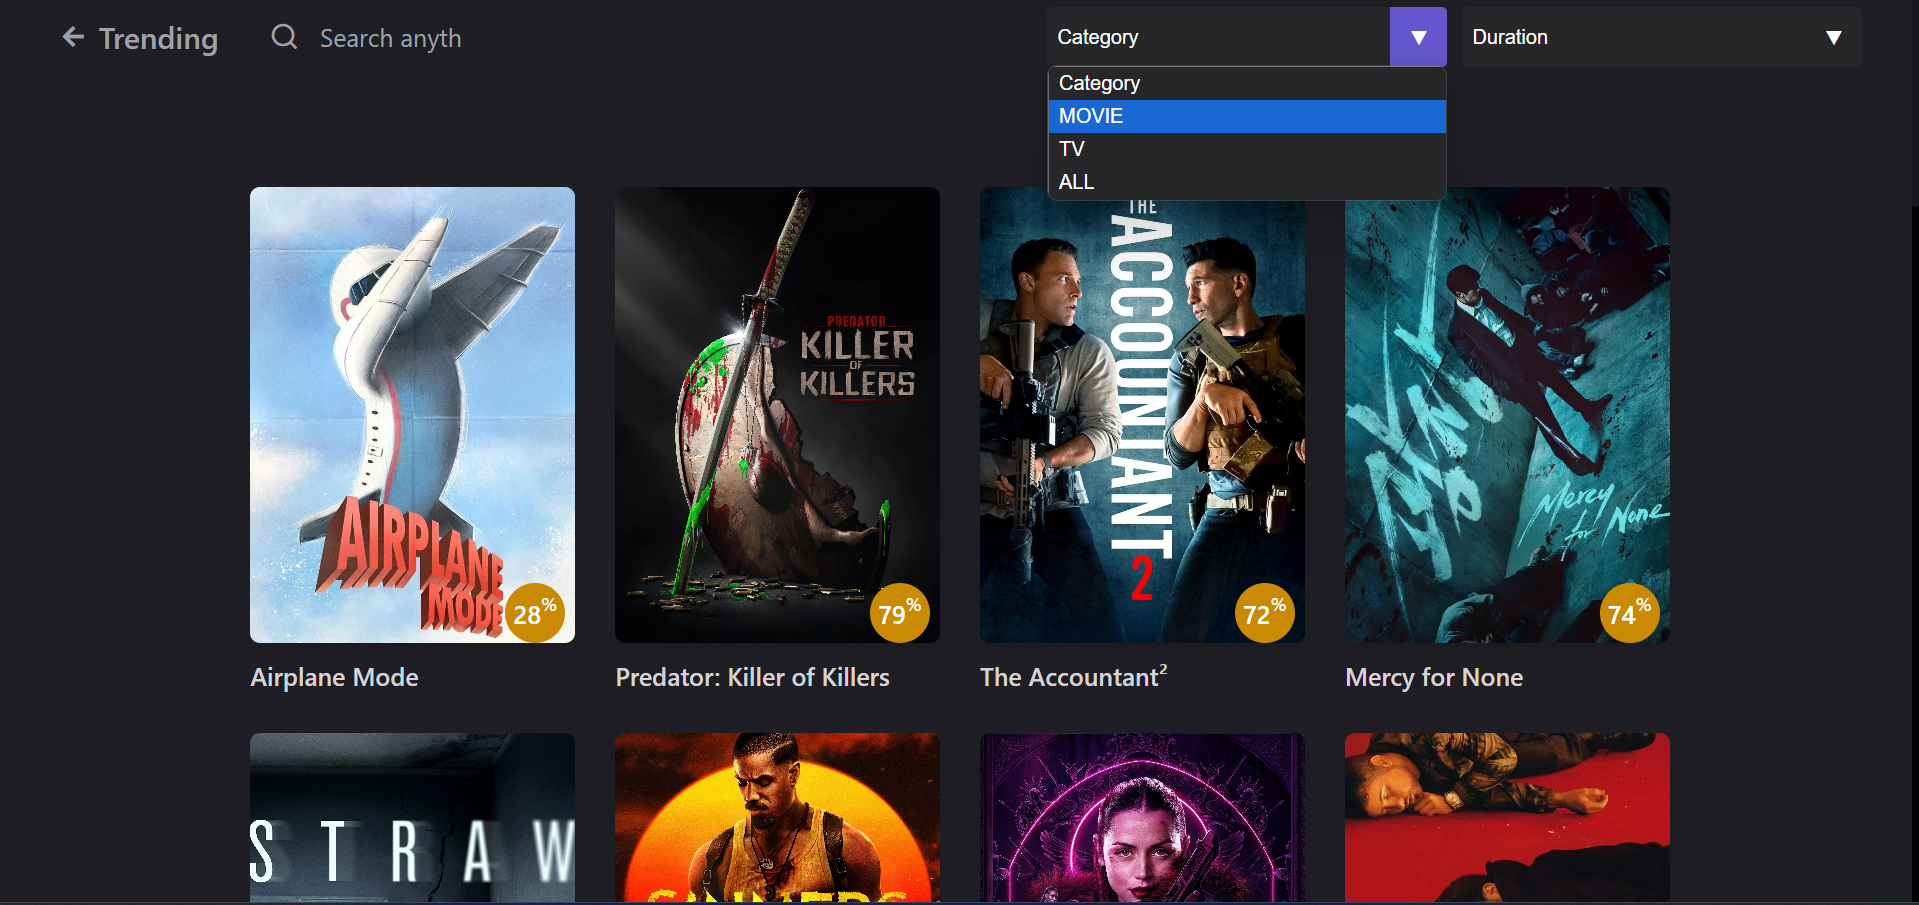 Trending
Search anyth
Category
▼
Duration
▼
Category
MOVIE
TV
ALL
AIRPLANE
MODE
28%
PREDATOR
KILLER
OF
KILLERS
79%
THE
ACCOUNTANT
2
72%
Mercy
for None
74%
Airplane Mode
Predator: Killer of Killers
The Accountant²
Mercy for None
STRAW
SINNERS